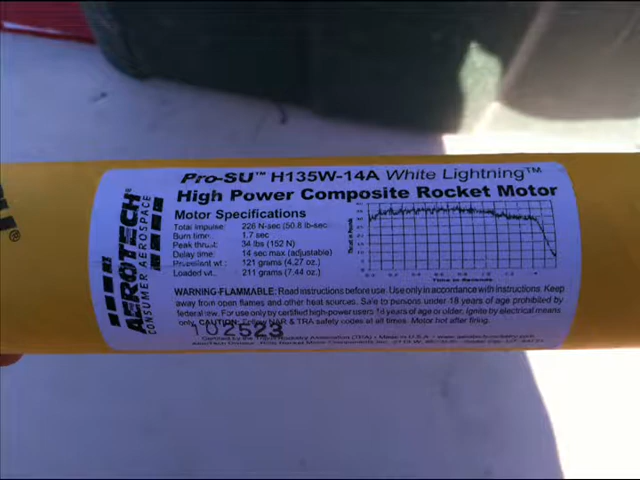 Pro-SU™ H135W-14A White Lightning™
High Power Composite Rocket Motor
Motor Specifications
Total impulse: 226 N-sec (50.8 lb-sec
Burn time: 1.7 sec
Peak thrust: 34 lbs (152 N)
Delay time: 14 sec max (adjustable)
Propellant wt.: 121 grams (4.27 oz.)
Loaded wt. 211 grams (7.44 oz.)
Time in Seconds
AEROTECH
CONSUMER AEROSPACE
WARNING-FLAMMABLE: Read instructions before use. Use only in accordance with instructions. Keep
away from open flames and other heat sources. Sale to persons under 18 years of age prohibited by
federal law. For use only by certified high-power users 18 years of age or older. Ignite by electrical means
only. CAUTION: Follow NAR & TRA safety codes at all times. Motor hot after firing.
102523
®